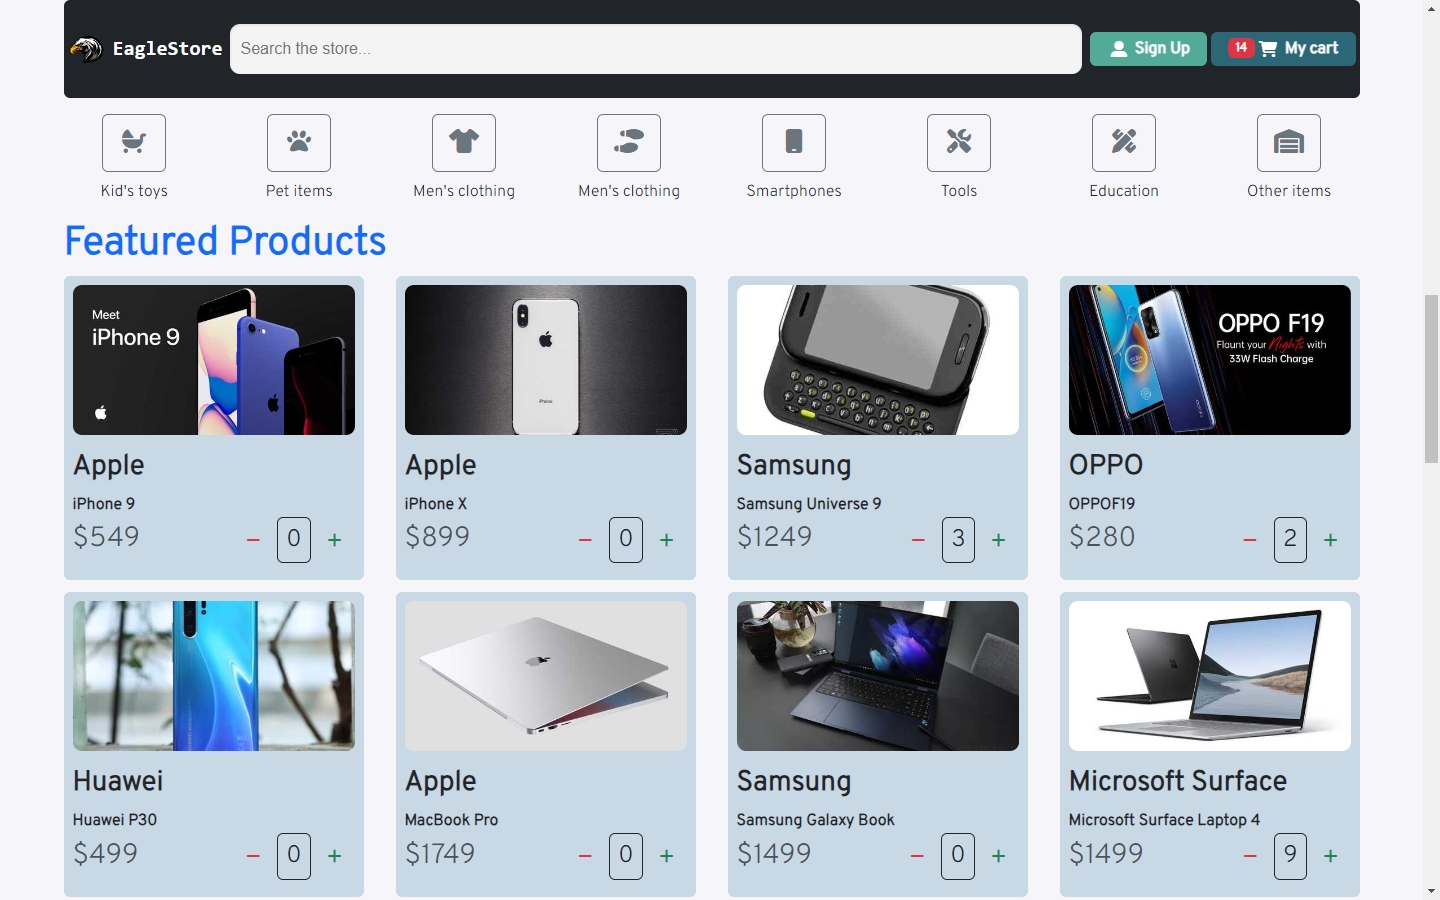 EagleStore
Search the store...
Sign Up
14 My cart
Kid's toys
Pet items
Men's clothing
Men's clothing
Smartphones
Tools
Education
Other items
Featured Products
Meet
iPhone 9
Apple
iPhone 9
$549
− 0 +
iPhone
Apple
iPhone X
$899
− 0 +
Samsung
Samsung Universe 9
$1249
− 3 +
OPPO F19
Flaunt your Nights with
33W Flash Charge
OPPO
OPPOF19
$280
− 2 +
Huawei
Huawei P30
$499
− 0 +
Apple
MacBook Pro
$1749
− 0 +
Samsung
Samsung Galaxy Book
$1499
− 0 +
Microsoft Surface
Microsoft Surface Laptop 4
$1499
− 9 +